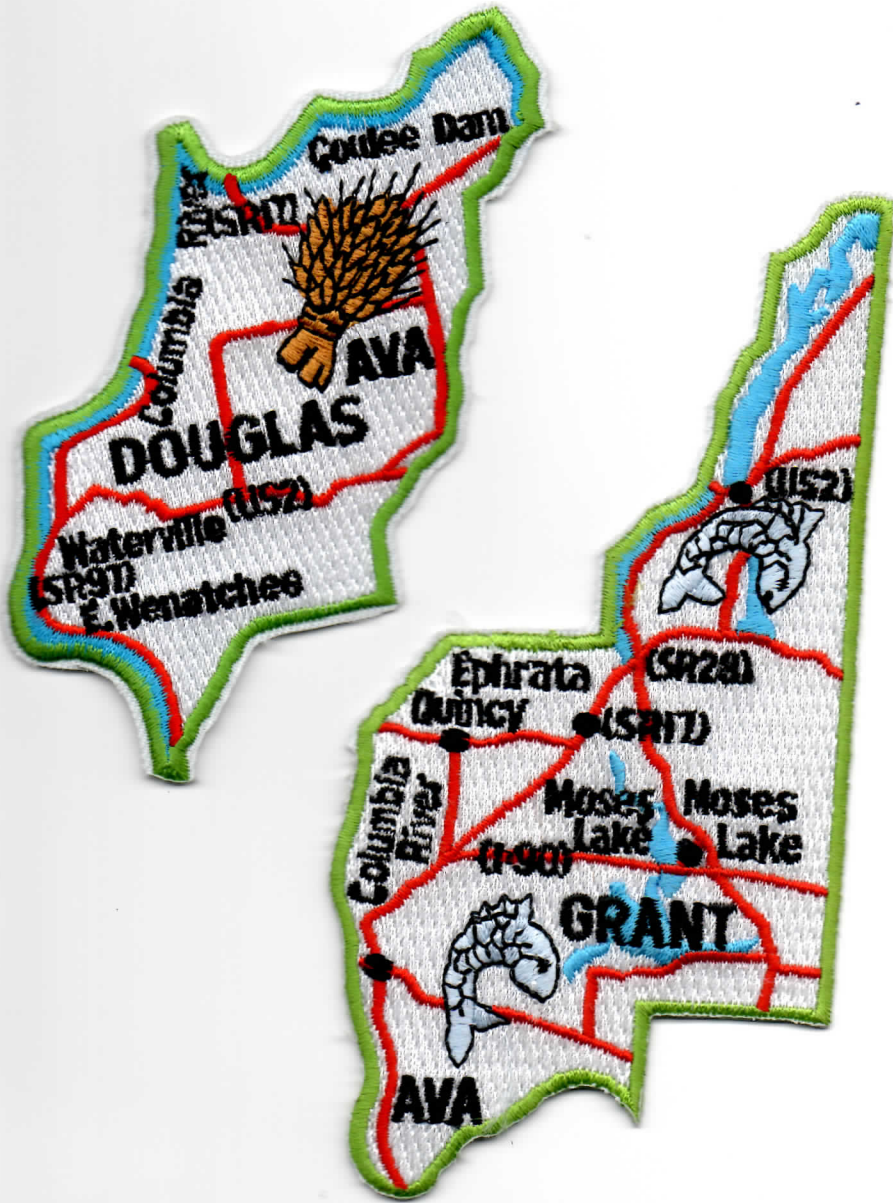 Coulee Dam
River
(SR17)
Columbia
AVA
DOUGLAS
(US2)
Waterville
(SR97)
E. Wenatchee
(US2)
Ephrata
(SR28)
Quincy
(SR17)
Columbia
River
Moses
Lake
Moses
Lake
(I-90)
GRANT
AVA